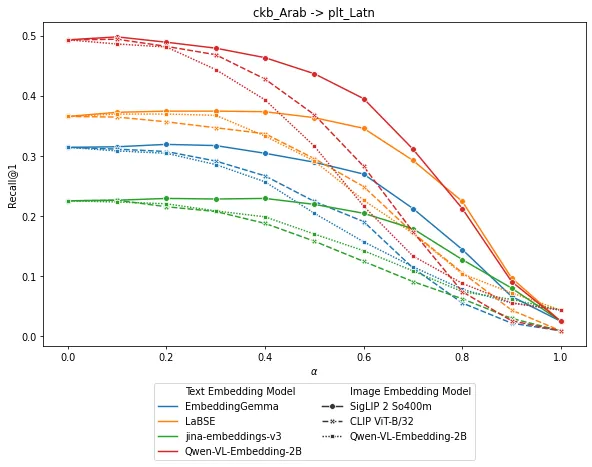 ckb_Arab -> plt_Latn
0.5
0.4
0.3
0.2
0.1
0.0
Recall@1
0.0 0.2 0.4 0.6 0.8 1.0
α
Text Embedding Model Image Embedding Model
EmbeddingGemma SigLIP 2 So400m
LaBSE CLIP ViT-B/32
jina-embeddings-v3 Qwen-VL-Embedding-2B
Qwen-VL-Embedding-2B